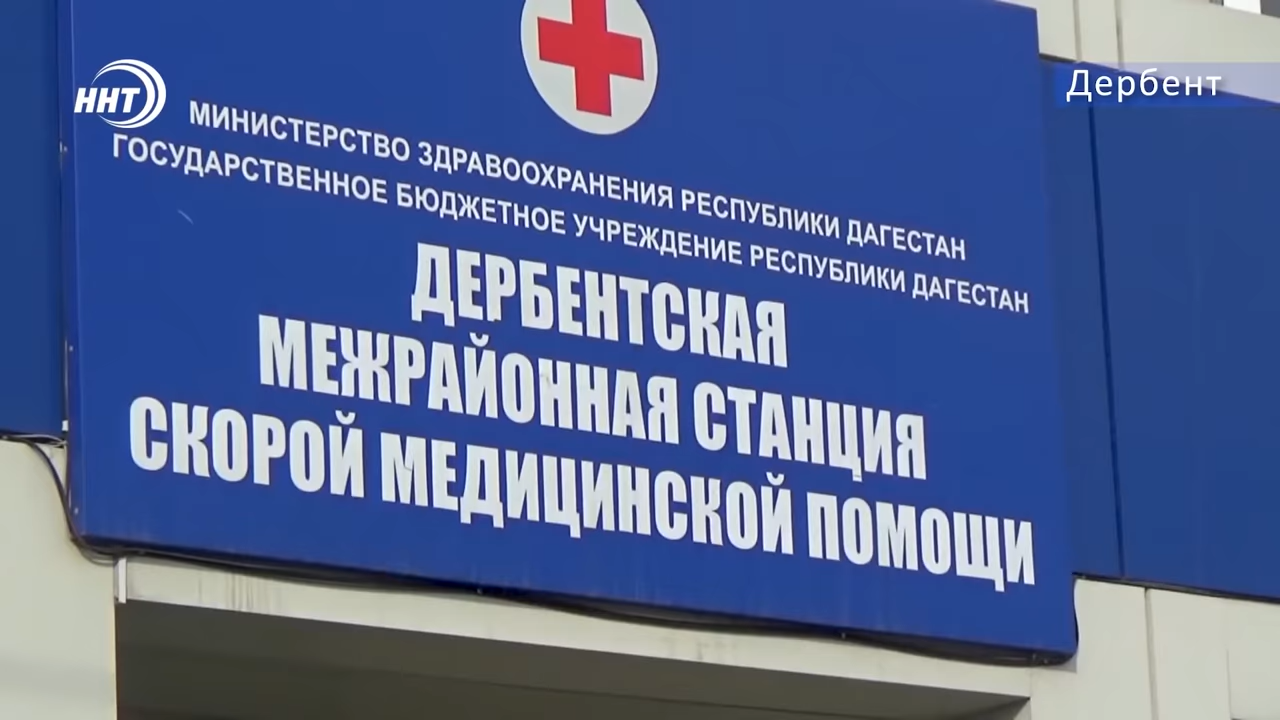 ННТ
Дербент
МИНИСТЕРСТВО ЗДРАВООХРАНЕНИЯ РЕСПУБЛИКИ ДАГЕСТАН
ГОСУДАРСТВЕННОЕ БЮДЖЕТНОЕ УЧРЕЖДЕНИЕ РЕСПУБЛИКИ ДАГЕСТАН
ДЕРБЕНТСКАЯ
МЕЖРАЙОННАЯ СТАНЦИЯ
СКОРОЙ МЕДИЦИНСКОЙ ПОМОЩИ